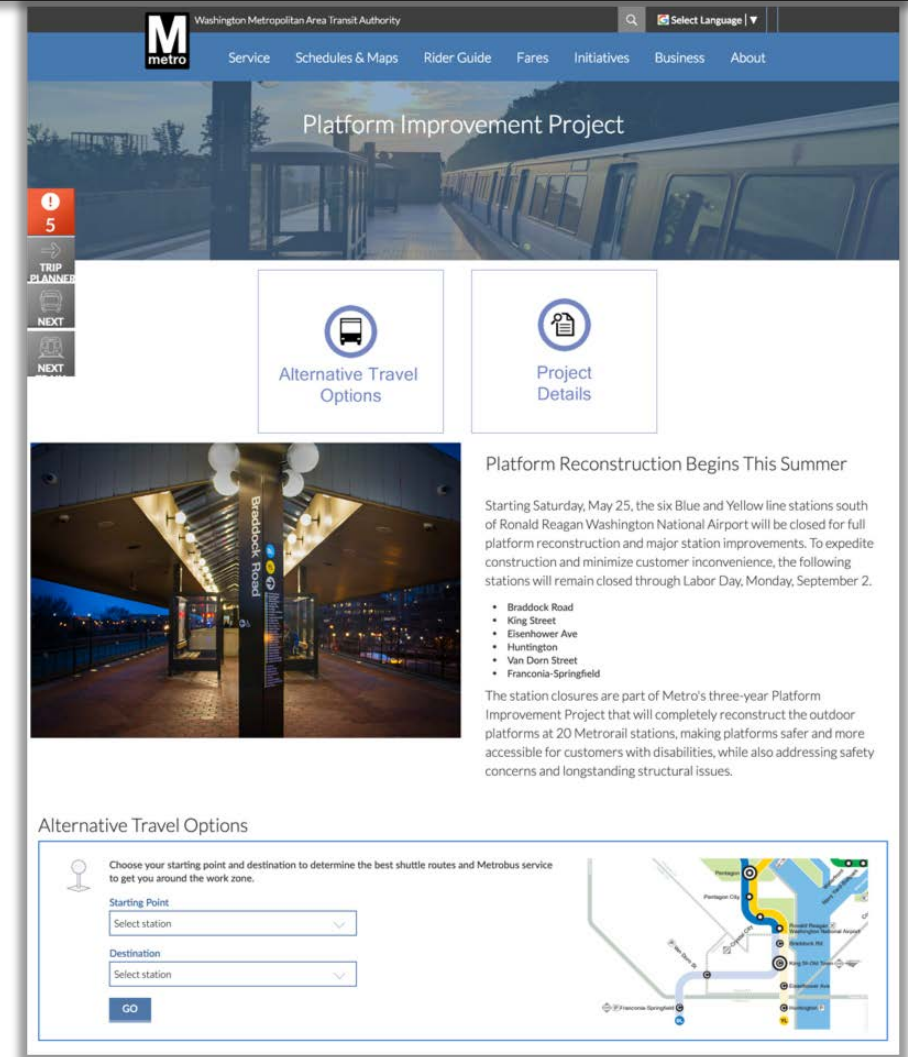 Washington Metropolitan Area Transit Authority
Select Language ▼
M
metro
Service Schedules & Maps Rider Guide Fares Initiatives Business About
Platform Improvement Project
5
TRIP
PLANNER
NEXT
NEXT
Alternative Travel
Options
Project
Details
Braddock Road
Platform Reconstruction Begins This Summer
Starting Saturday, May 25, the six Blue and Yellow line stations south
of Ronald Reagan Washington National Airport will be closed for full
platform reconstruction and major station improvements. To expedite
construction and minimize customer inconvenience, the following
stations will remain closed through Labor Day, Monday, September 2.
• Braddock Road
• King Street
• Eisenhower Ave
• Huntington
• Van Dorn Street
• Franconia-Springfield
The station closures are part of Metro's three-year Platform
Improvement Project that will completely reconstruct the outdoor
platforms at 20 Metrorail stations, making platforms safer and more
accessible for customers with disabilities, while also addressing safety
concerns and longstanding structural issues.
Alternative Travel Options
Choose your starting point and destination to determine the best shuttle routes and Metrobus service
to get you around the work zone.
Starting Point
Select station
Destination
Select station
GO
Pentagon
Pentagon City
Crystal City
Ronald Reagan
Washington National Airport
Braddock Rd
King St-Old Town
Van Dorn St
Eisenhower Ave
Franconia-Springfield
Huntington
BL
YL